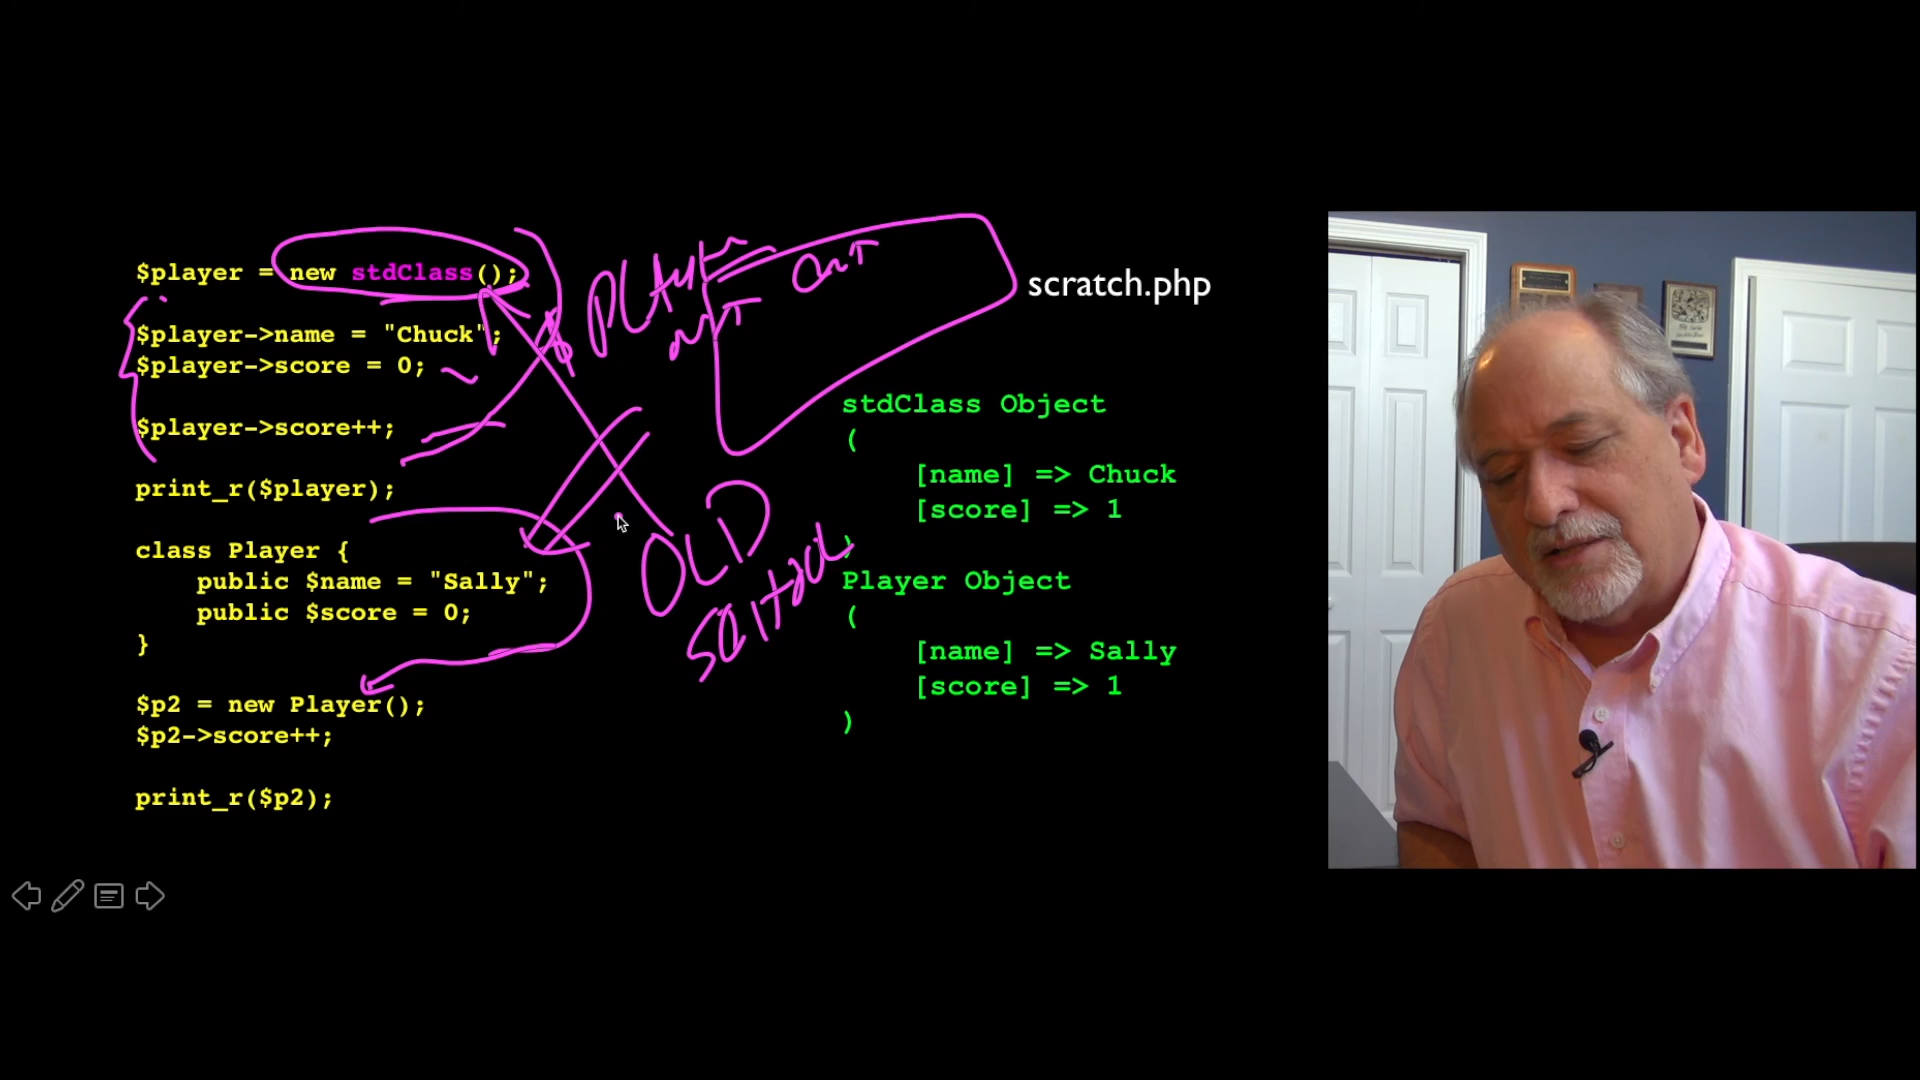 $player = new stdClass();
$player->name = "Chuck";
$player->score = 0;
$player->score++;
print_r($player);
class Player {
public $name = "Sally";
public $score = 0;
}
$p2 = new Player();
$p2->score++;
print_r($p2);
PLAyer
OLD
scratch.php
stdClass Object
(
[name] => Chuck
[score] => 1
)
Player Object
(
[name] => Sally
[score] => 1
)